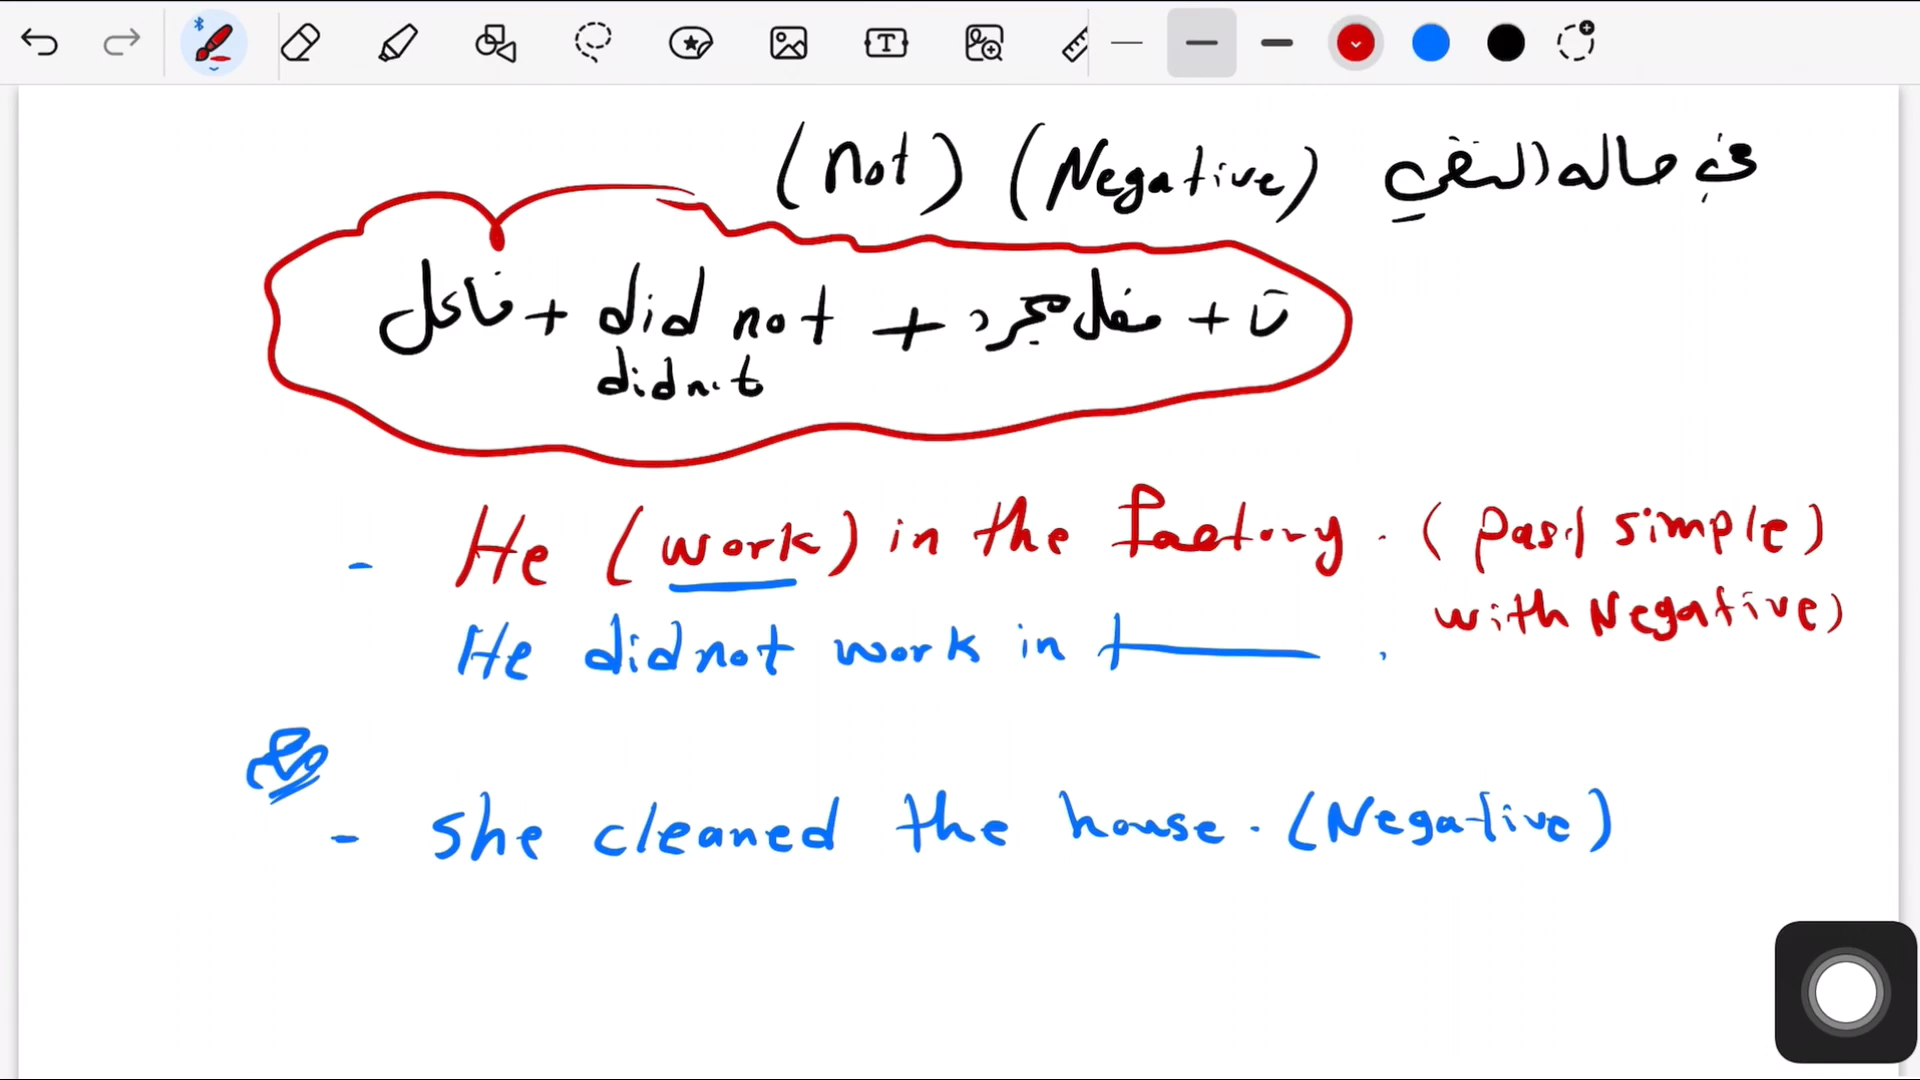 في حاله النفي (Negative) (not)
فاعل + did not + فعل مجرد + ت
didn't
- He (work) in the factory. (past simple)
with Negative)
He didnot work in t .
- she cleaned the house. (Negative)